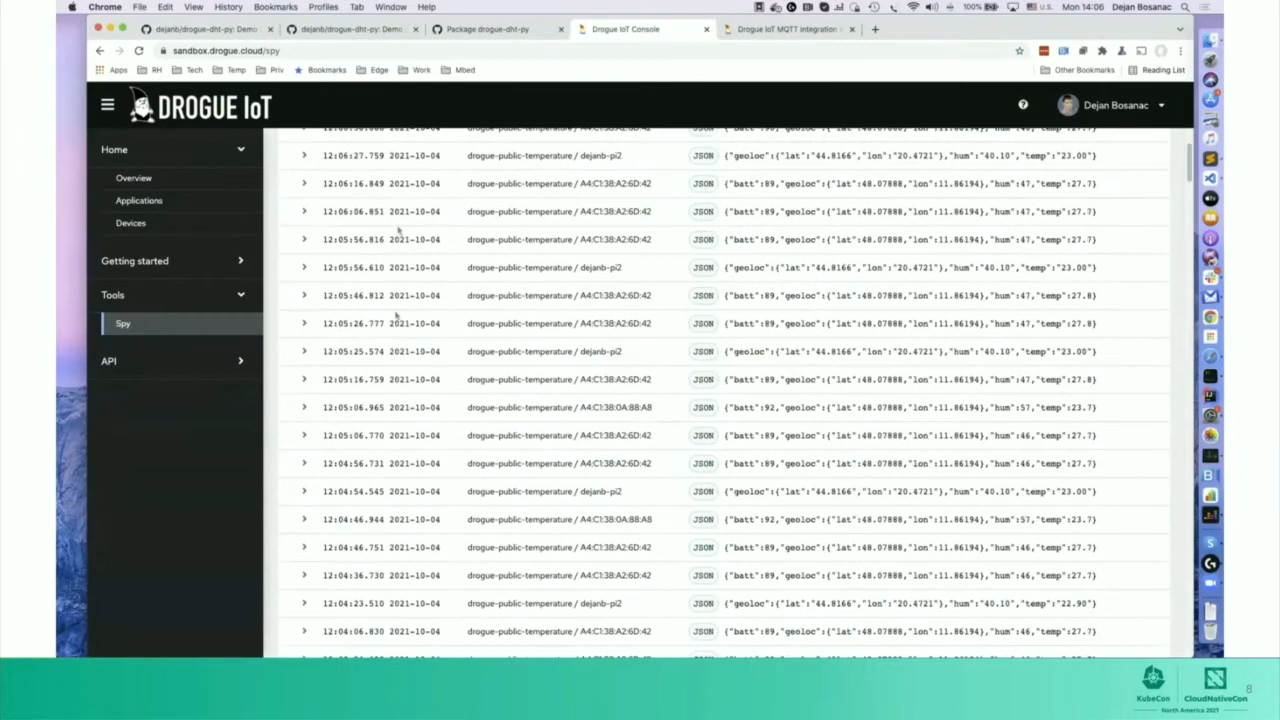 Chrome File Edit View History Bookmarks Profiles Tab Window Help 100% U.S. Mon 14:06 Dejan Bosanac
dejanb/drogue-dht-py: Demo dejanb/drogue-dht-py: Demo Package drogue-dht-py Drogue IoT Console Drogue IoT MQTT integration
sandbox.drogue.cloud/spy
Apps RH Tech Temp Priv Bookmarks Edge Work Mbed Other Bookmarks Reading List
DROGUE IoT Dejan Bosanac
Home
Overview
Applications
Devices
Getting started
Tools
Spy
API
12:06:27.759 2021-10-04 drogue-public-temperature / dejanb-pi2 JSON {"geoloc":{"lat":"44.8166","lon":"20.4721"},"hum":"40.10","temp":"23.00"}
12:06:16.849 2021-10-04 drogue-public-temperature / A4:C1:38:A2:6D:42 JSON {"batt":89,"geoloc":{"lat":48.07888,"lon":11.86194},"hum":47,"temp":27.7}
12:06:06.851 2021-10-04 drogue-public-temperature / A4:C1:38:A2:6D:42 JSON {"batt":89,"geoloc":{"lat":48.07888,"lon":11.86194},"hum":47,"temp":27.7}
12:05:56.816 2021-10-04 drogue-public-temperature / A4:C1:38:A2:6D:42 JSON {"batt":89,"geoloc":{"lat":48.07888,"lon":11.86194},"hum":47,"temp":27.7}
12:05:56.610 2021-10-04 drogue-public-temperature / dejanb-pi2 JSON {"geoloc":{"lat":"44.8166","lon":"20.4721"},"hum":"40.10","temp":"23.00"}
12:05:46.812 2021-10-04 drogue-public-temperature / A4:C1:38:A2:6D:42 JSON {"batt":89,"geoloc":{"lat":48.07888,"lon":11.86194},"hum":47,"temp":27.8}
12:05:26.777 2021-10-04 drogue-public-temperature / A4:C1:38:A2:6D:42 JSON {"batt":89,"geoloc":{"lat":48.07888,"lon":11.86194},"hum":47,"temp":27.8}
12:05:25.574 2021-10-04 drogue-public-temperature / dejanb-pi2 JSON {"geoloc":{"lat":"44.8166","lon":"20.4721"},"hum":"40.10","temp":"23.00"}
12:05:16.759 2021-10-04 drogue-public-temperature / A4:C1:38:A2:6D:42 JSON {"batt":89,"geoloc":{"lat":48.07888,"lon":11.86194},"hum":47,"temp":27.8}
12:05:06.965 2021-10-04 drogue-public-temperature / A4:C1:38:0A:88:A8 JSON {"batt":92,"geoloc":{"lat":48.07888,"lon":11.86194},"hum":57,"temp":23.7}
12:05:06.770 2021-10-04 drogue-public-temperature / A4:C1:38:A2:6D:42 JSON {"batt":89,"geoloc":{"lat":48.07888,"lon":11.86194},"hum":46,"temp":27.7}
12:04:56.731 2021-10-04 drogue-public-temperature / A4:C1:38:A2:6D:42 JSON {"batt":89,"geoloc":{"lat":48.07888,"lon":11.86194},"hum":46,"temp":27.7}
12:04:54.545 2021-10-04 drogue-public-temperature / dejanb-pi2 JSON {"geoloc":{"lat":"44.8166","lon":"20.4721"},"hum":"40.10","temp":"23.00"}
12:04:46.944 2021-10-04 drogue-public-temperature / A4:C1:38:0A:88:A8 JSON {"batt":92,"geoloc":{"lat":48.07888,"lon":11.86194},"hum":57,"temp":23.7}
12:04:46.751 2021-10-04 drogue-public-temperature / A4:C1:38:A2:6D:42 JSON {"batt":89,"geoloc":{"lat":48.07888,"lon":11.86194},"hum":46,"temp":27.7}
12:04:36.730 2021-10-04 drogue-public-temperature / A4:C1:38:A2:6D:42 JSON {"batt":89,"geoloc":{"lat":48.07888,"lon":11.86194},"hum":46,"temp":27.7}
12:04:23.510 2021-10-04 drogue-public-temperature / dejanb-pi2 JSON {"geoloc":{"lat":"44.8166","lon":"20.4721"},"hum":"40.10","temp":"22.90"}
12:04:06.830 2021-10-04 drogue-public-temperature / A4:C1:38:A2:6D:42 JSON {"batt":89,"geoloc":{"lat":48.07888,"lon":11.86194},"hum":46,"temp":27.7}
KubeCon CloudNativeCon
North America 2021
8